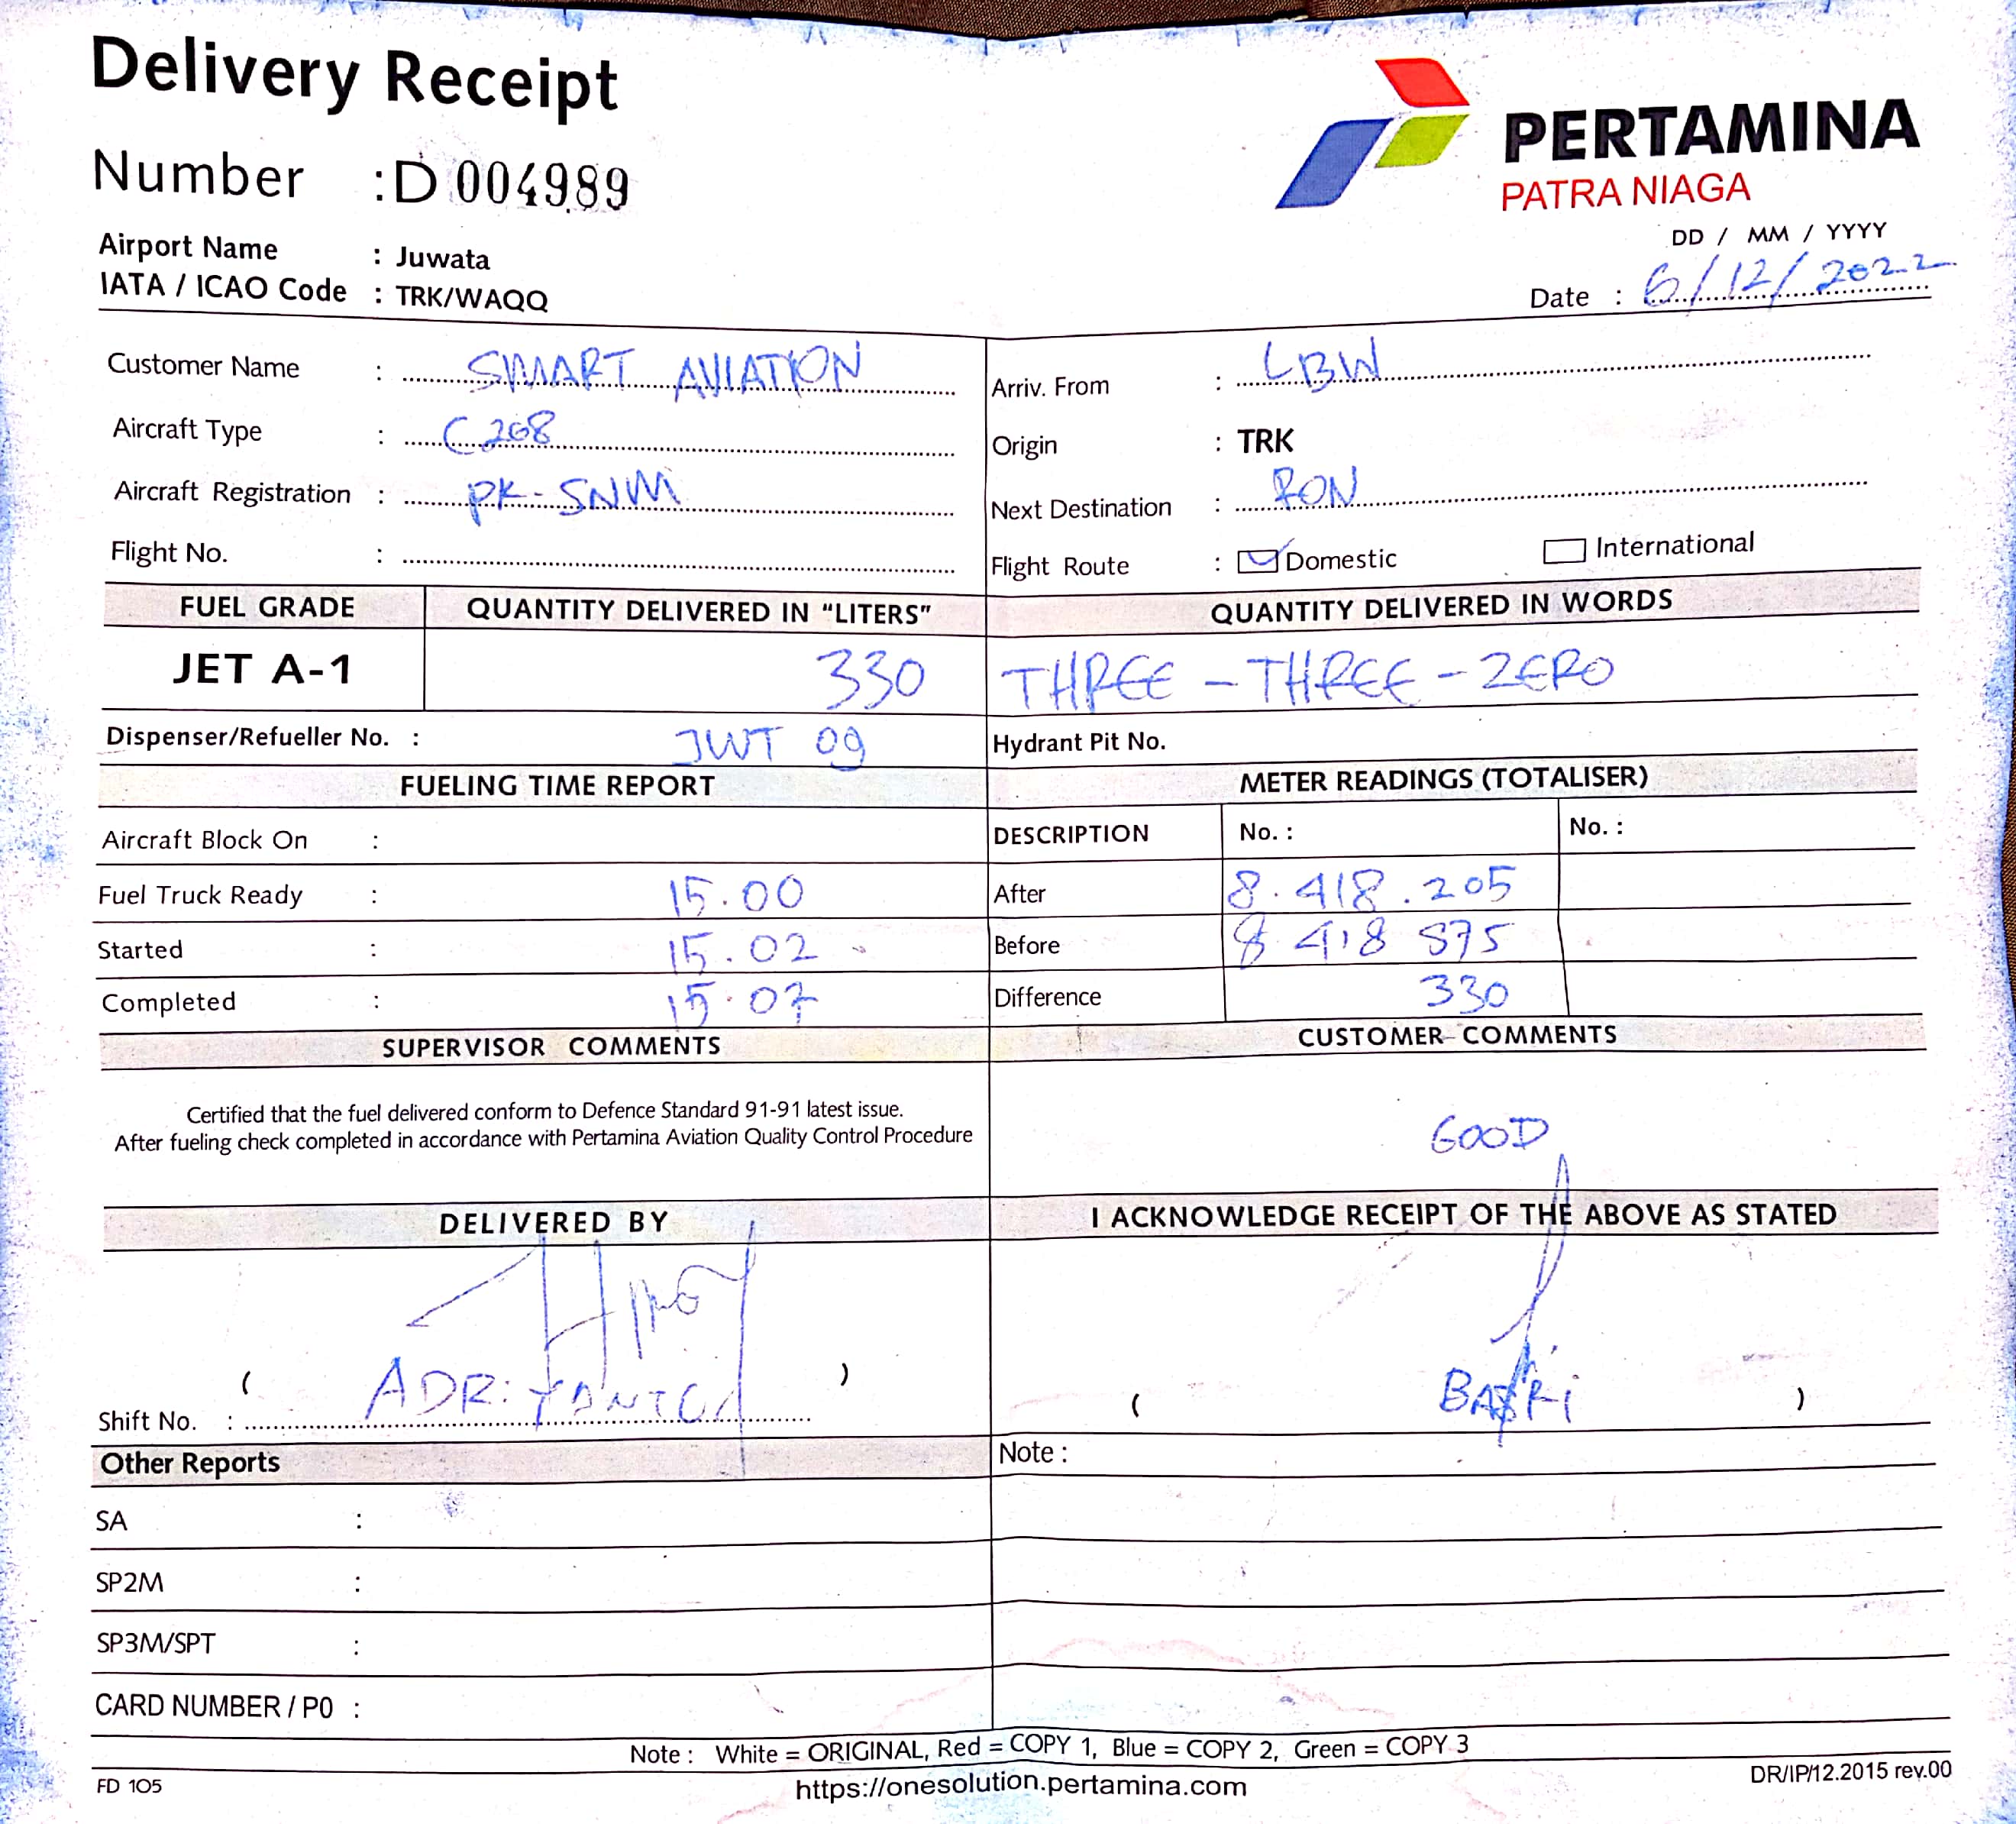 Delivery Receipt
Number : D 004989
PERTAMINA
PATRA NIAGA
Airport Name : Juwata
IATA / ICAO Code : TRK/WAQQ
DD / MM / YYYY
Date : 6/12/2022
Customer Name : SMART AVIATION
Aircraft Type : C208
Aircraft Registration : PK-SNM
Flight No. :
Arriv. From : LBW
Origin : TRK
Next Destination : RON
Flight Route : Domestic International
FUEL GRADE QUANTITY DELIVERED IN "LITERS" QUANTITY DELIVERED IN WORDS
JET A-1 330 THREE - THREE - ZERO
Dispenser/Refueller No. : JWT 09 Hydrant Pit No.
FUELING TIME REPORT
Aircraft Block On :
Fuel Truck Ready : 15.00
Started : 15.02
Completed : 15.07
METER READINGS (TOTALISER)
DESCRIPTION No. : No. :
After 8.418.205
Before 8 418 875
Difference 330
SUPERVISOR COMMENTS
Certified that the fuel delivered conform to Defence Standard 91-91 latest issue.
After fueling check completed in accordance with Pertamina Aviation Quality Control Procedure
CUSTOMER COMMENTS
GOOD
DELIVERED BY
( ADRiYANTO )
Shift No. :
I ACKNOWLEDGE RECEIPT OF THE ABOVE AS STATED
( BASRi )
Other Reports
SA :
SP2M :
SP3M/SPT :
CARD NUMBER / P0 :
Note :
Note : White = ORIGINAL, Red = COPY 1, Blue = COPY 2, Green = COPY 3
FD 105
https://onesolution.pertamina.com
DR/IP/12.2015 rev.00